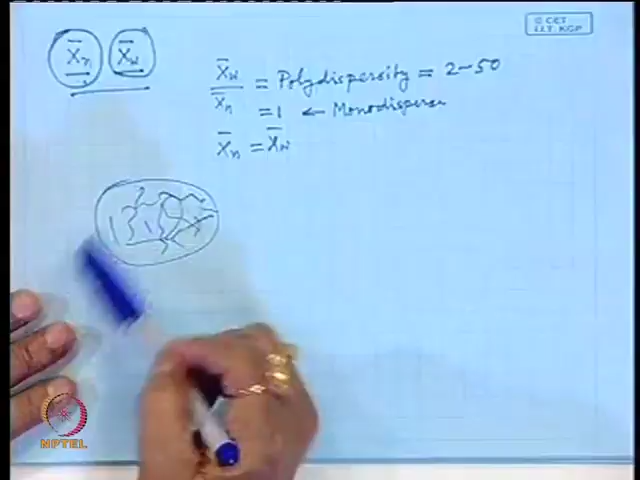 © CET
I.I.T. KGP
X̄n X̄w
X̄w / X̄n = Polydispersity = 2-50
= 1 ← Monodisperse
X̄n = X̄w
NPTEL